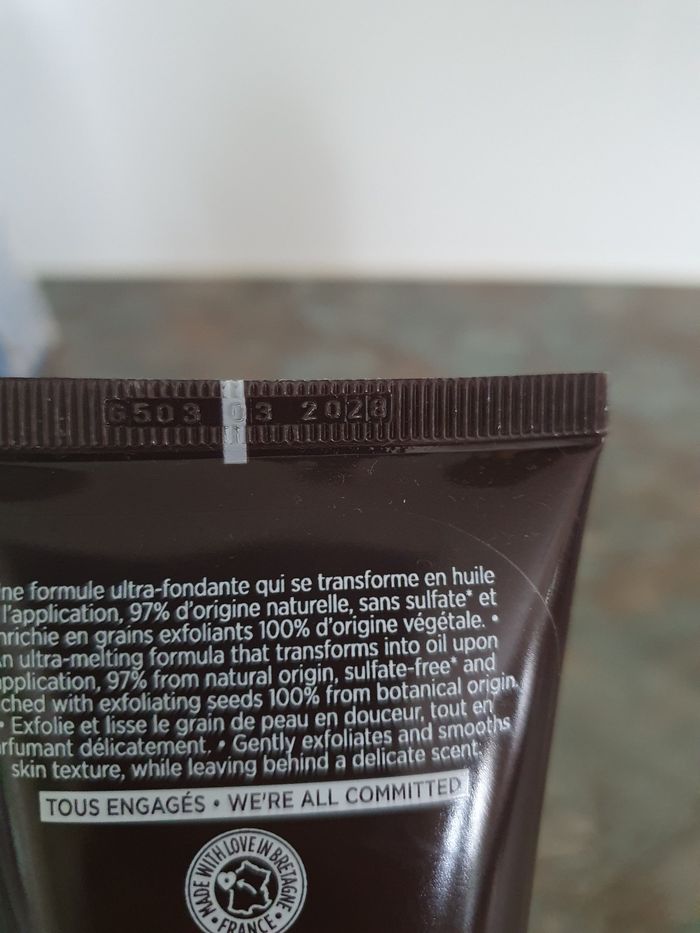 6503 03 2028
ne formule ultra-fondante qui se transforme en huile
l'application, 97% d'origine naturelle, sans sulfate* et
nrichie en grains exfoliants 100% d'origine végétale. •
n ultra-melting formula that transforms into oil upon
pplication, 97% from natural origin, sulfate-free* and
ched with exfoliating seeds 100% from botanical origin.
• Exfolie et lisse le grain de peau en douceur, tout en
rfumant délicatement. • Gently exfoliates and smooths
skin texture, while leaving behind a delicate scent.
TOUS ENGAGÉS • WE'RE ALL COMMITTED
MADE WITH LOVE IN BRETAGNE
• FRANCE •